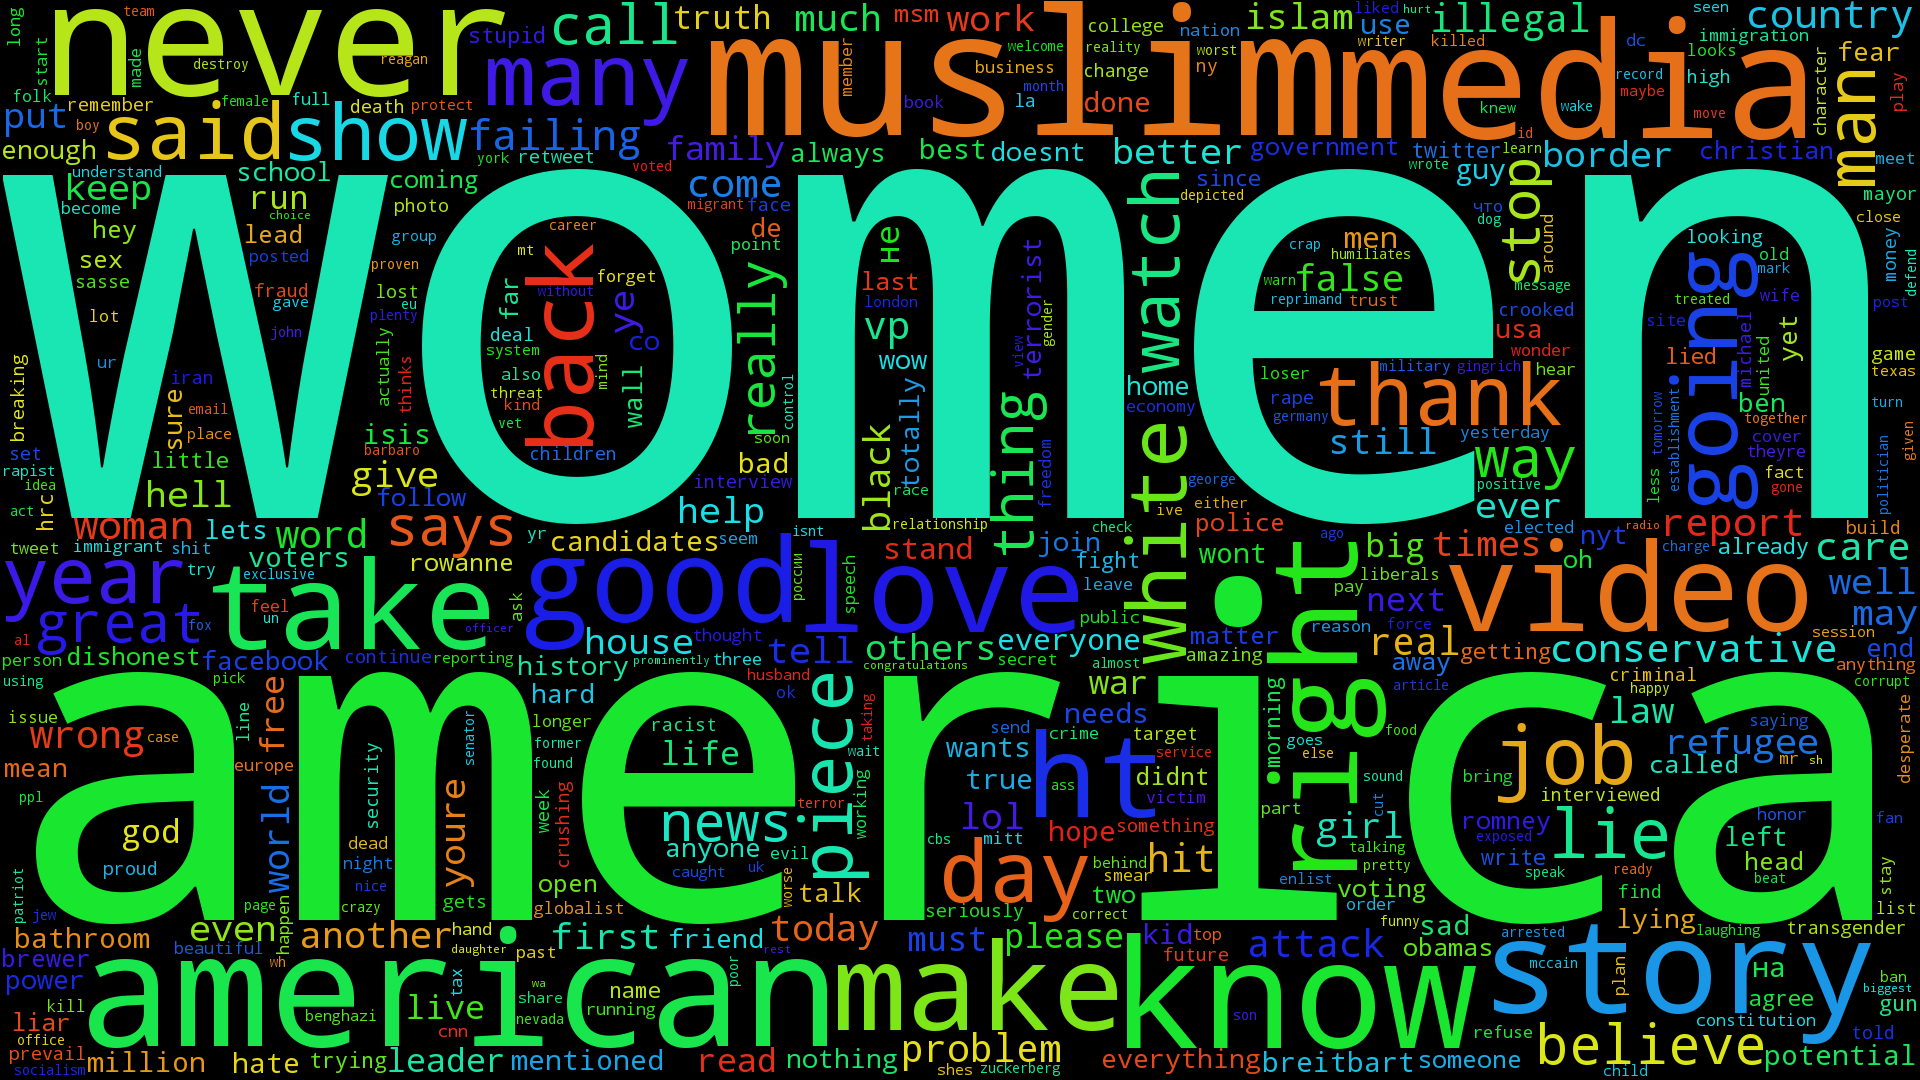 never
muslim
media
women
america
american
make
know
story
video
good
love
take
many
said
show
call
truth
much
msm
work
college
nation
islam
use
liked
hurt
illegal
seen
country
immigration
long
team
start
made
destroy
reagan
stupid
folk
remember
female
full
death
protect
put
boy
enough
failing
york
retweet
family
voted
always
best
doesnt
better
government
twitter
learn
border
christian
man
fear
play
character
welcome
reality
business
change
worst
ny
month
book
la
done
member
writer
killed
knew
id
dc
looks
record
high
maybe
wake
move
understand
keep
become
school
run
choice
coming
photo
come
migrant
face
de
point
since
depicted
wrote
guy
stop
что
dog
meet
mayor
close
hey
sex
sasse
lot
lead
posted
fraud
gave
john
group
proven
lost
eu
plenty
career
mt
back
forget
far
without
ye
co
deal
system
also
threat
kind
vet
mind
wall
barbaro
children
really
control
soon
не
last
london
vp
wow
totally
black
race
view
gender
terrorist
freedom
thing
watch
white
home
economy
crap
men
humiliates
warn
false
reprimand
trust
message
around
crooked
usa
wonder
hear
military
gingrich
loser
rape
germany
thank
still
yesterday
way
positive
ever
looking
old
mark
treated
wife
site
lied
michael
going
united
yet
ben
together
cover
theyre
fact
gone
less
tomorrow
establishment
money
defend
post
game
texas
turn
politician
given
breaking
ur
iran
email
sure
place
set
rapist
idea
act
hrc
little
hell
actually
thinks
isis
give
follow
bad
interview
help
woman
lets
word
says
yr
candidates
seem
isnt
relationship
stand
join
check
fight
leave
george
either
ive
police
wont
ago
big
liberals
pay
times
elected
nyt
oh
radio
charge
report
already
build
care
tweet
immigrant
shit
try
voters
exclusive
rowanne
year
great
feel
un
fox
officer
ask
house
thought
россии
speech
public
others
everyone
tell
matter
amazing
right
next
force
reason
real
getting
conservative
well
may
session
end
al
person
dishonest
facebook
continue
reporting
history
prominently
three
congratulations
secret
almost
away
article
criminal
happy
anything
corrupt
using
pick
issue
line
hard
husband
ok
piece
war
needs
morning
law
saying
wrong
case
free
longer
racist
life
taking
send
crime
target
goes
else
food
refugee
job
called
mr
sh
desperate
mean
europe
security
senator
former
found
wait
wants
service
bring
interviewed
ppl
world
youre
week
crushing
news
terror
working
true
ht
ass
didnt
victim
part
sound
cut
romney
exposed
honor
fan
god
dead
night
anyone
evil
cbs
mitt
lol
hope
something
girl
talking
write
lie
left
proud
nice
crazy
gets
open
caught
uk
worse
talk
day
behind
smear
hit
enlist
pretty
speak
ready
head
beat
stay
patriot
jew
page
globalist
seriously
two
correct
voting
order
find
list
bathroom
happen
even
another
hand
first
friend
today
must
please
kid
top
attack
funny
sad
lying
laughing
transgender
brewer
beautiful
wh
daughter
past
rest
future
obamas
arrested
power
tax
poor
mccain
plan
на
ban
biggest
kill
benghazi
live
wa
share
name
running
agree
gun
liar
office
cnn
nevada
son
refuse
constitution
told
prevail
socialism
million
hate
trying
leader
mentioned
read
nothing
problem
shes
zuckerberg
everything
breitbart
someone
believe
child
potential